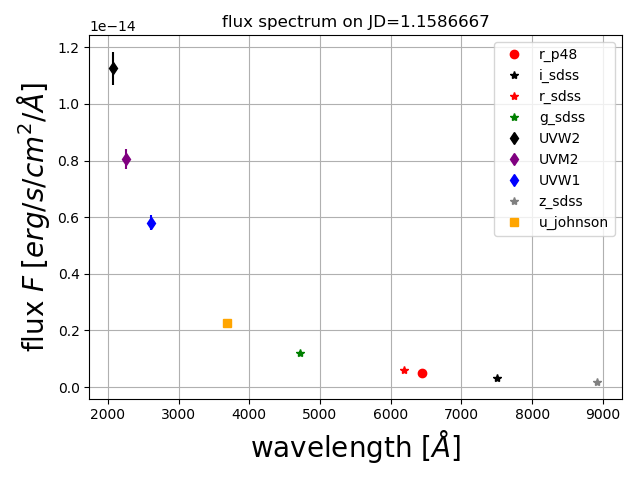 flux spectrum on JD=1.1586667
1e−14
1.2
1.0
0.8
0.6
0.4
0.2
0.0
flux F [erg/s/cm²/Å]
2000 3000 4000 5000 6000 7000 8000 9000
wavelength [Å]
r_p48
i_sdss
r_sdss
g_sdss
UVW2
UVM2
UVW1
z_sdss
u_johnson